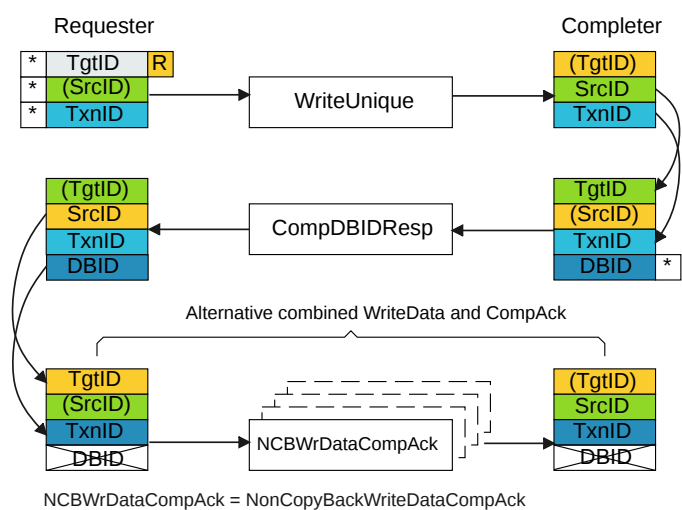 Requester
Completer
* TgtID R
* (SrcID)
* TxnID
WriteUnique
(TgtID)
SrcID
TxnID
(TgtID)
SrcID
TxnID
DBID
CompDBIDResp
TgtID
(SrcID)
TxnID
DBID *
Alternative combined WriteData and CompAck
TgtID
(SrcID)
TxnID
DBID
NCBWrDataCompAck
(TgtID)
SrcID
TxnID
DBID
NCBWrDataCompAck = NonCopyBackWriteDataCompAck